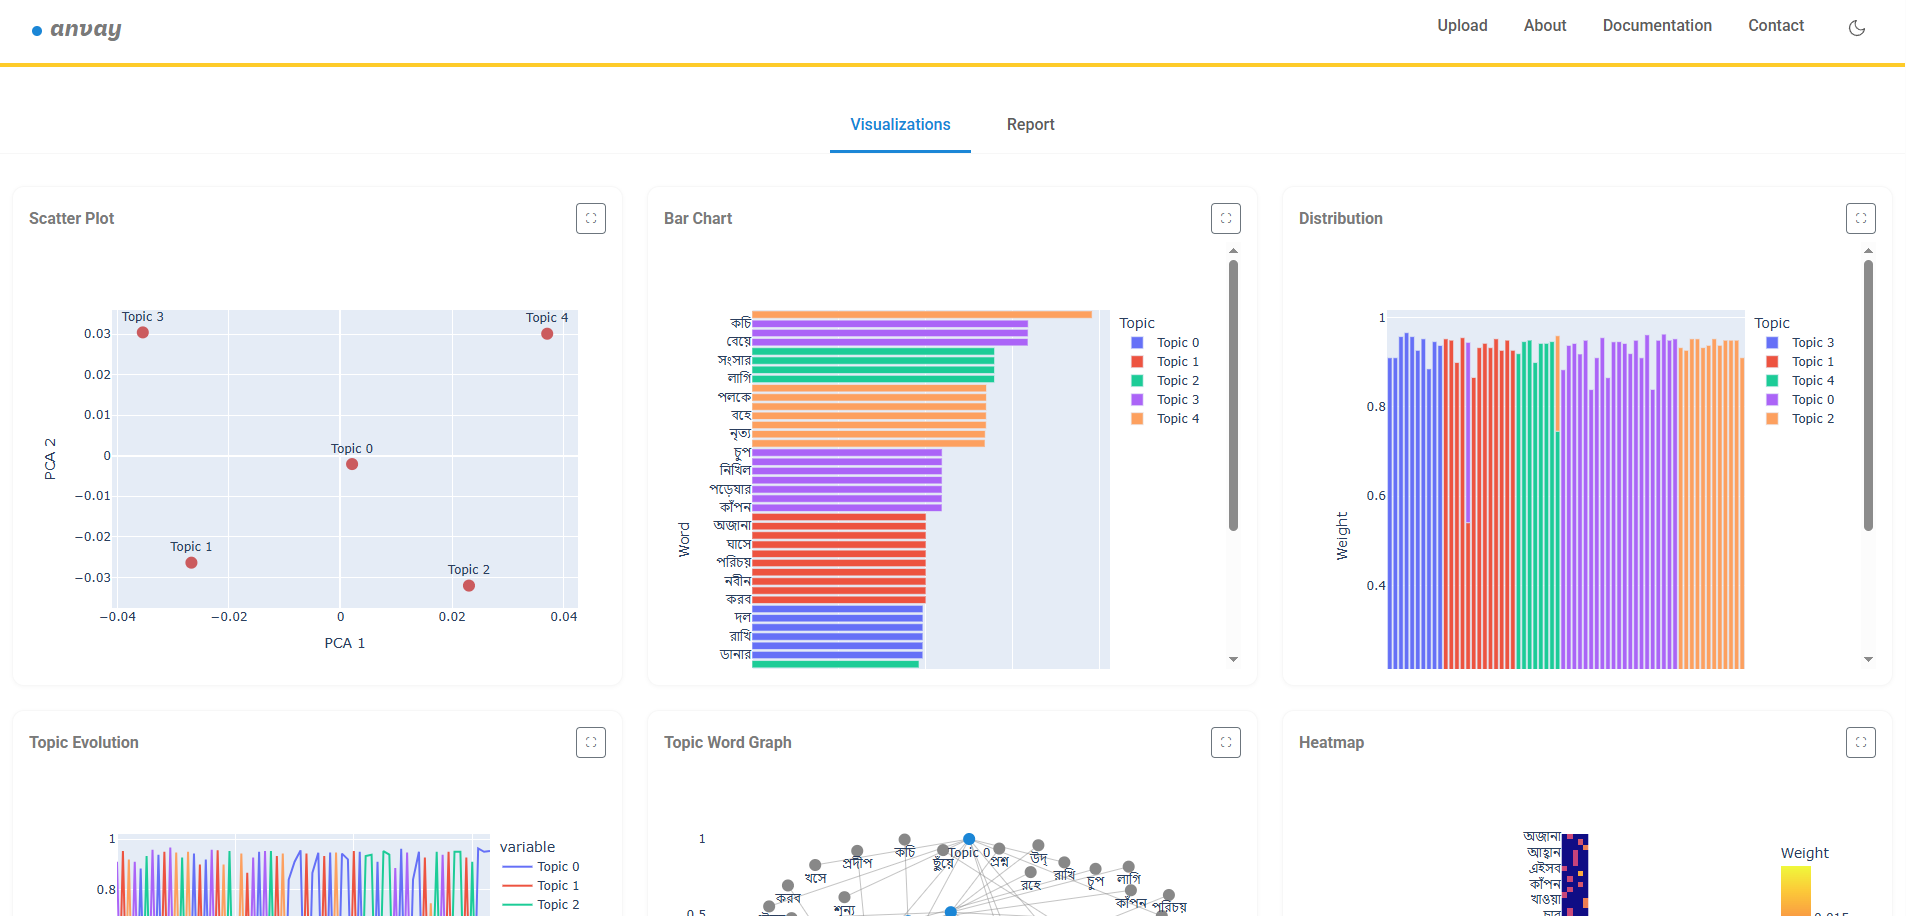 anvay
Upload About Documentation Contact
Visualizations Report
Scatter Plot
Topic 3
Topic 4
Topic 0
Topic 1
Topic 2
0.03
0.02
0.01
0
−0.01
−0.02
−0.03
−0.04 −0.02 0 0.02 0.04
PCA 2
PCA 1
Bar Chart
Word
কচি
বেয়ে
সংসার
লাগি
পলকে
বহে
নৃত্য
চুপ
নিখিল
কাঁপন
অজানা
ঘাসে
পরিচয়
নবীন
করব
দল
রাখি
ডানার
Topic
Topic 0
Topic 1
Topic 2
Topic 3
Topic 4
Distribution
1
0.8
0.6
0.4
Weight
Topic
Topic 3
Topic 1
Topic 4
Topic 0
Topic 2
Topic Evolution
1
0.8
variable
Topic 0
Topic 1
Topic 2
Topic Word Graph
1
0.5
Topic 0
কচি
প্রদীপ
খসে
করব
শূন্য
ছুঁয়ে
প্রশ্ন
রহে
রাখি
চুপ
লাগি
কাঁপন
পরিচয়
Heatmap
অজানা
আহ্বান
এইসব
কাঁপন
খাওয়া
Weight
0.015